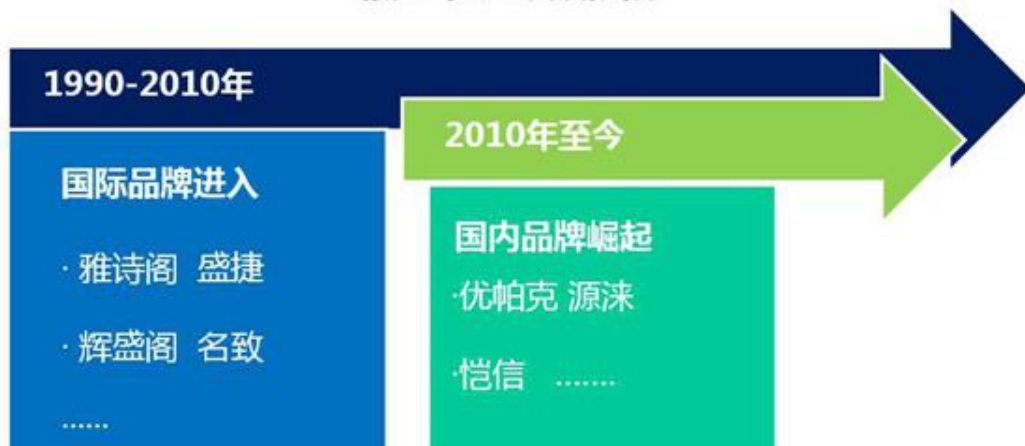 1990-2010年
国际品牌进入
· 雅诗阁 盛捷
· 辉盛阁 名致
......
2010年至今
国内品牌崛起
·优帕克 源涞
·恺信 .......